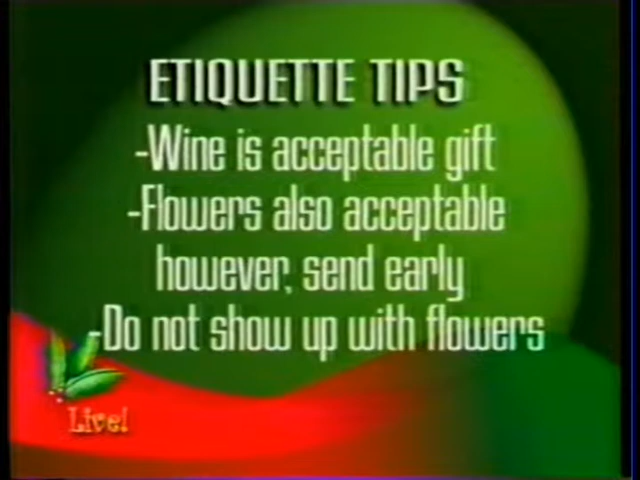 ETIQUETTE TIPS
-Wine is acceptable gift
-Flowers also acceptable
however, send early
-Do not show up with flowers
Live!